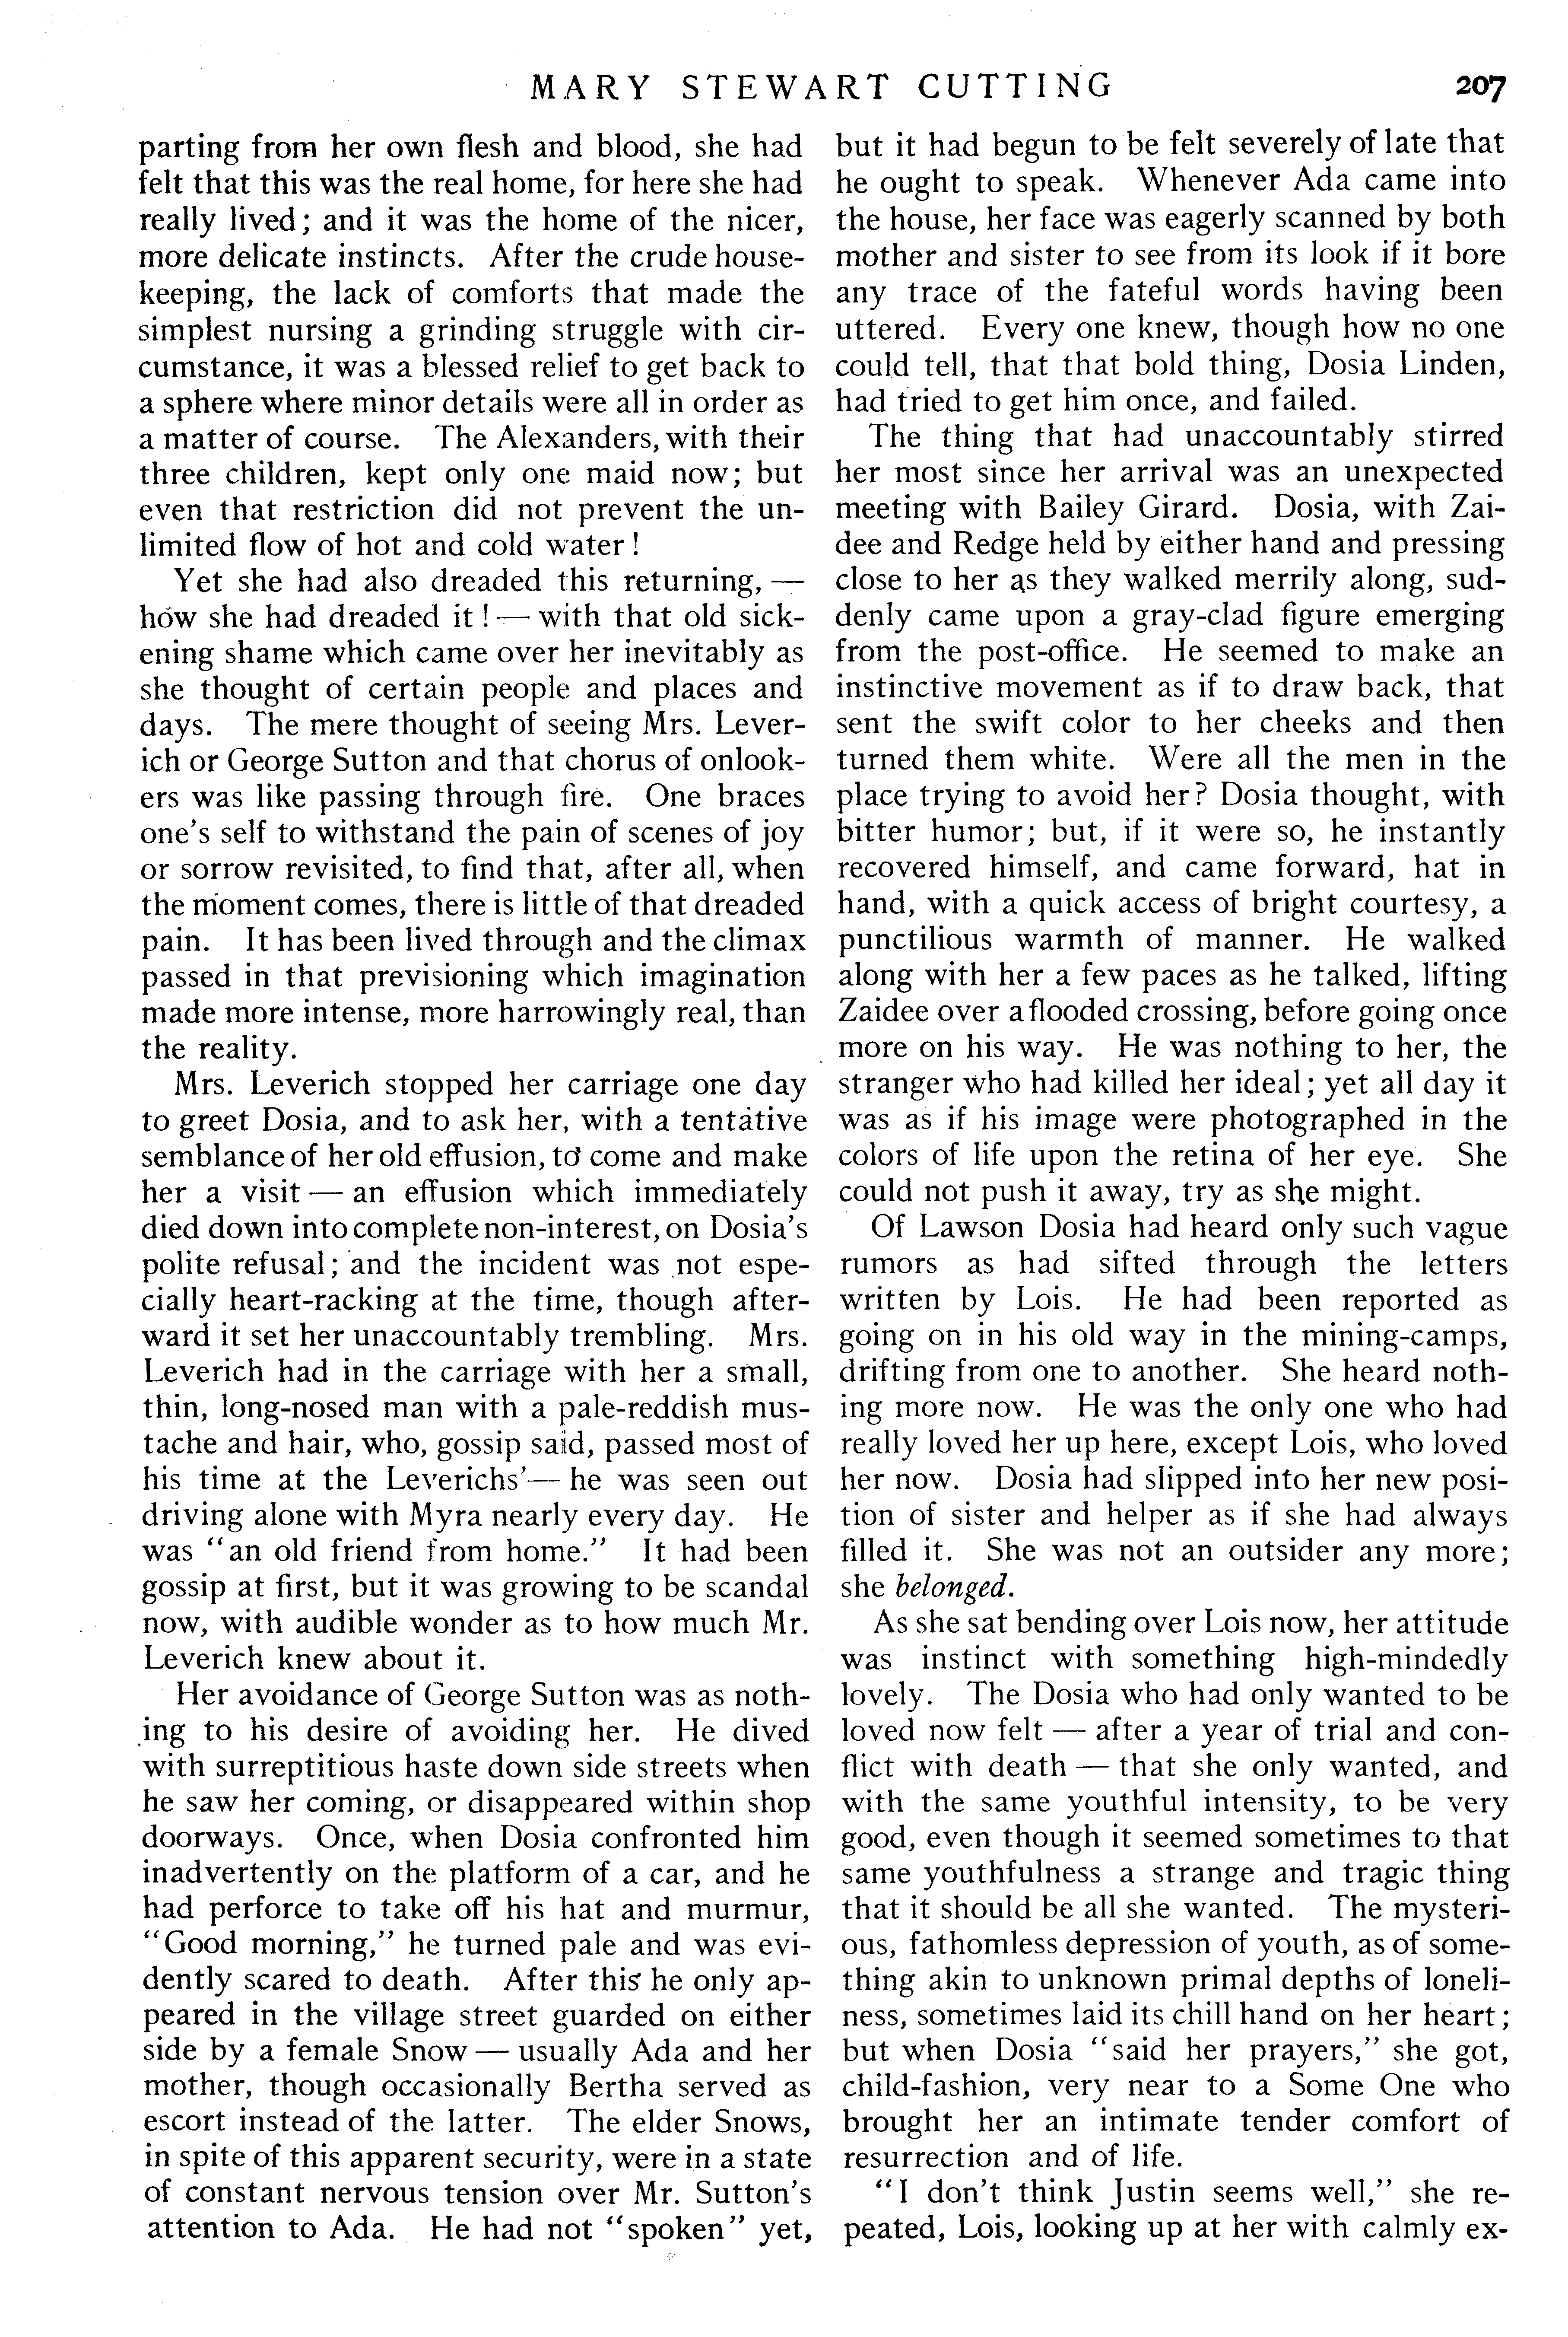 MARY STEWART CUTTING 207
parting from her own flesh and blood, she had
felt that this was the real home, for here she had
really lived; and it was the home of the nicer,
more delicate instincts. After the crude house-
keeping, the lack of comforts that made the
simplest nursing a grinding struggle with cir-
cumstance, it was a blessed relief to get back to
a sphere where minor details were all in order as
a matter of course. The Alexanders, with their
three children, kept only one maid now; but
even that restriction did not prevent the un-
limited flow of hot and cold water!
Yet she had also dreaded this returning, —
how she had dreaded it! — with that old sick-
ening shame which came over her inevitably as
she thought of certain people and places and
days. The mere thought of seeing Mrs. Lever-
ich or George Sutton and that chorus of onlook-
ers was like passing through fire. One braces
one's self to withstand the pain of scenes of joy
or sorrow revisited, to find that, after all, when
the moment comes, there is little of that dreaded
pain. It has been lived through and the climax
passed in that previsioning which imagination
made more intense, more harrowingly real, than
the reality.
Mrs. Leverich stopped her carriage one day
to greet Dosia, and to ask her, with a tentative
semblance of her old effusion, to come and make
her a visit — an effusion which immediately
died down into complete non-interest, on Dosia's
polite refusal; and the incident was not espe-
cially heart-racking at the time, though after-
ward it set her unaccountably trembling. Mrs.
Leverich had in the carriage with her a small,
thin, long-nosed man with a pale-reddish mus-
tache and hair, who, gossip said, passed most of
his time at the Leverichs'— he was seen out
driving alone with Myra nearly every day. He
was "an old friend from home." It had been
gossip at first, but it was growing to be scandal
now, with audible wonder as to how much Mr.
Leverich knew about it.
Her avoidance of George Sutton was as noth-
ing to his desire of avoiding her. He dived
with surreptitious haste down side streets when
he saw her coming, or disappeared within shop
doorways. Once, when Dosia confronted him
inadvertently on the platform of a car, and he
had perforce to take off his hat and murmur,
"Good morning," he turned pale and was evi-
dently scared to death. After this he only ap-
peared in the village street guarded on either
side by a female Snow — usually Ada and her
mother, though occasionally Bertha served as
escort instead of the latter. The elder Snows,
in spite of this apparent security, were in a state
of constant nervous tension over Mr. Sutton's
attention to Ada. He had not "spoken" yet,
but it had begun to be felt severely of late that
he ought to speak. Whenever Ada came into
the house, her face was eagerly scanned by both
mother and sister to see from its look if it bore
any trace of the fateful words having been
uttered. Every one knew, though how no one
could tell, that that bold thing, Dosia Linden,
had tried to get him once, and failed.
The thing that had unaccountably stirred
her most since her arrival was an unexpected
meeting with Bailey Girard. Dosia, with Zai-
dee and Redge held by either hand and pressing
close to her as they walked merrily along, sud-
denly came upon a gray-clad figure emerging
from the post-office. He seemed to make an
instinctive movement as if to draw back, that
sent the swift color to her cheeks and then
turned them white. Were all the men in the
place trying to avoid her? Dosia thought, with
bitter humor; but, if it were so, he instantly
recovered himself, and came forward, hat in
hand, with a quick access of bright courtesy, a
punctilious warmth of manner. He walked
along with her a few paces as he talked, lifting
Zaidee over a flooded crossing, before going once
more on his way. He was nothing to her, the
stranger who had killed her ideal; yet all day it
was as if his image were photographed in the
colors of life upon the retina of her eye. She
could not push it away, try as she might.
Of Lawson Dosia had heard only such vague
rumors as had sifted through the letters
written by Lois. He had been reported as
going on in his old way in the mining-camps,
drifting from one to another. She heard noth-
ing more now. He was the only one who had
really loved her up here, except Lois, who loved
her now. Dosia had slipped into her new posi-
tion of sister and helper as if she had always
filled it. She was not an outsider any more;
she belonged.
As she sat bending over Lois now, her attitude
was instinct with something high-mindedly
lovely. The Dosia who had only wanted to be
loved now felt — after a year of trial and con-
flict with death — that she only wanted, and
with the same youthful intensity, to be very
good, even though it seemed sometimes to that
same youthfulness a strange and tragic thing
that it should be all she wanted. The mysteri-
ous, fathomless depression of youth, as of some-
thing akin to unknown primal depths of loneli-
ness, sometimes laid its chill hand on her heart;
but when Dosia "said her prayers," she got,
child-fashion, very near to a Some One who
brought her an intimate tender comfort of
resurrection and of life.
"I don't think Justin seems well," she re-
peated, Lois, looking up at her with calmly ex-